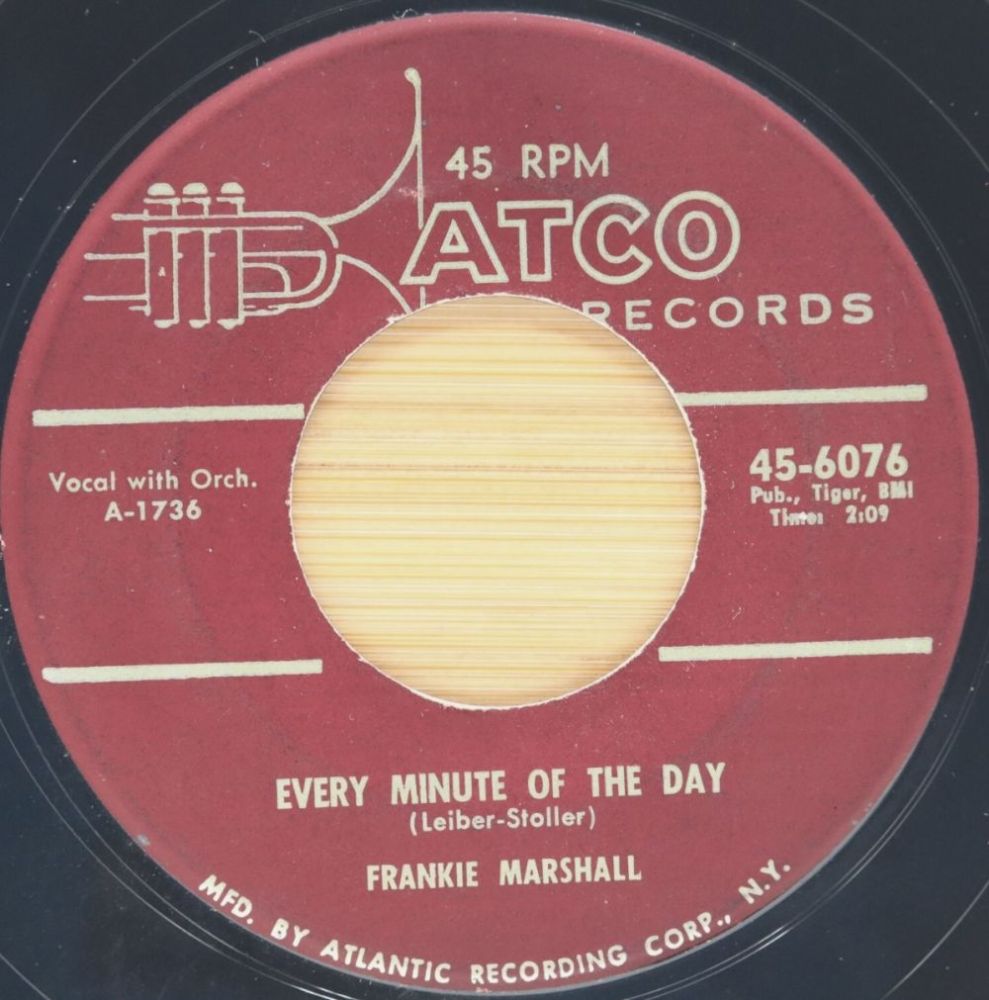 45 RPM
ATCO
RECORDS
Vocal with Orch.
A-1736
45-6076
Pub., Tiger, BMI
Time: 2:09
EVERY MINUTE OF THE DAY
(Leiber-Stoller)
FRANKIE MARSHALL
MFD. BY ATLANTIC RECORDING CORP., N.Y.